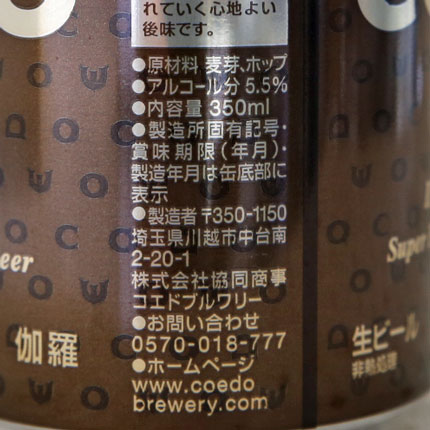 れていく心地よい
後味です。
●原材料 麦芽、ホップ
●アルコール分 5.5%
●内容量 350ml
●製造所固有記号・
賞味期限(年月)・
製造年月は缶底部に
表示
●製造者 〒350-1150
埼玉県川越市中台南
2-20-1
株式会社協同商事
コエドブルワリー
●お問い合わせ
0570-018-777
●ホームページ
www.coedo
brewery.com
eer
伽羅
Super
生ビール
非熱処理